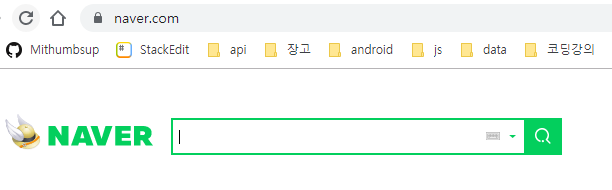 naver.com
Mithumbsup StackEdit api 장고 android js data 코딩강의
NAVER